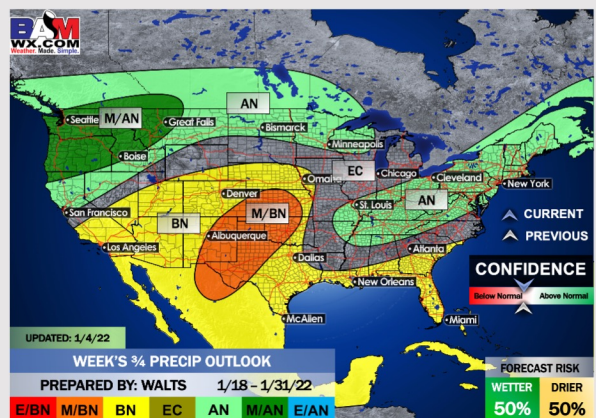 BAM
WX.COM
Weather. Made. Simple.
AN
Seattle
M/AN
Great Falls
Bismarck
Minneapolis
Boise
EC
Chicago
Cleveland
Omaha
New York
Denver
AN
St. Louis
San Francisco
M/BN
BN
CURRENT
Albuquerque
PREVIOUS
Los Angeles
Atlanta
Dallas
CONFIDENCE
New Orleans
Below Normal
Above Normal
McAllen
Miami
UPDATED: 1/4/22
WEEK'S ¾ PRECIP OUTLOOK
FORECAST RISK
PREPARED BY: WALTS 1/18 – 1/31/22
WETTER DRIER
50% 50%
E/BN M/BN BN EC AN M/AN E/AN